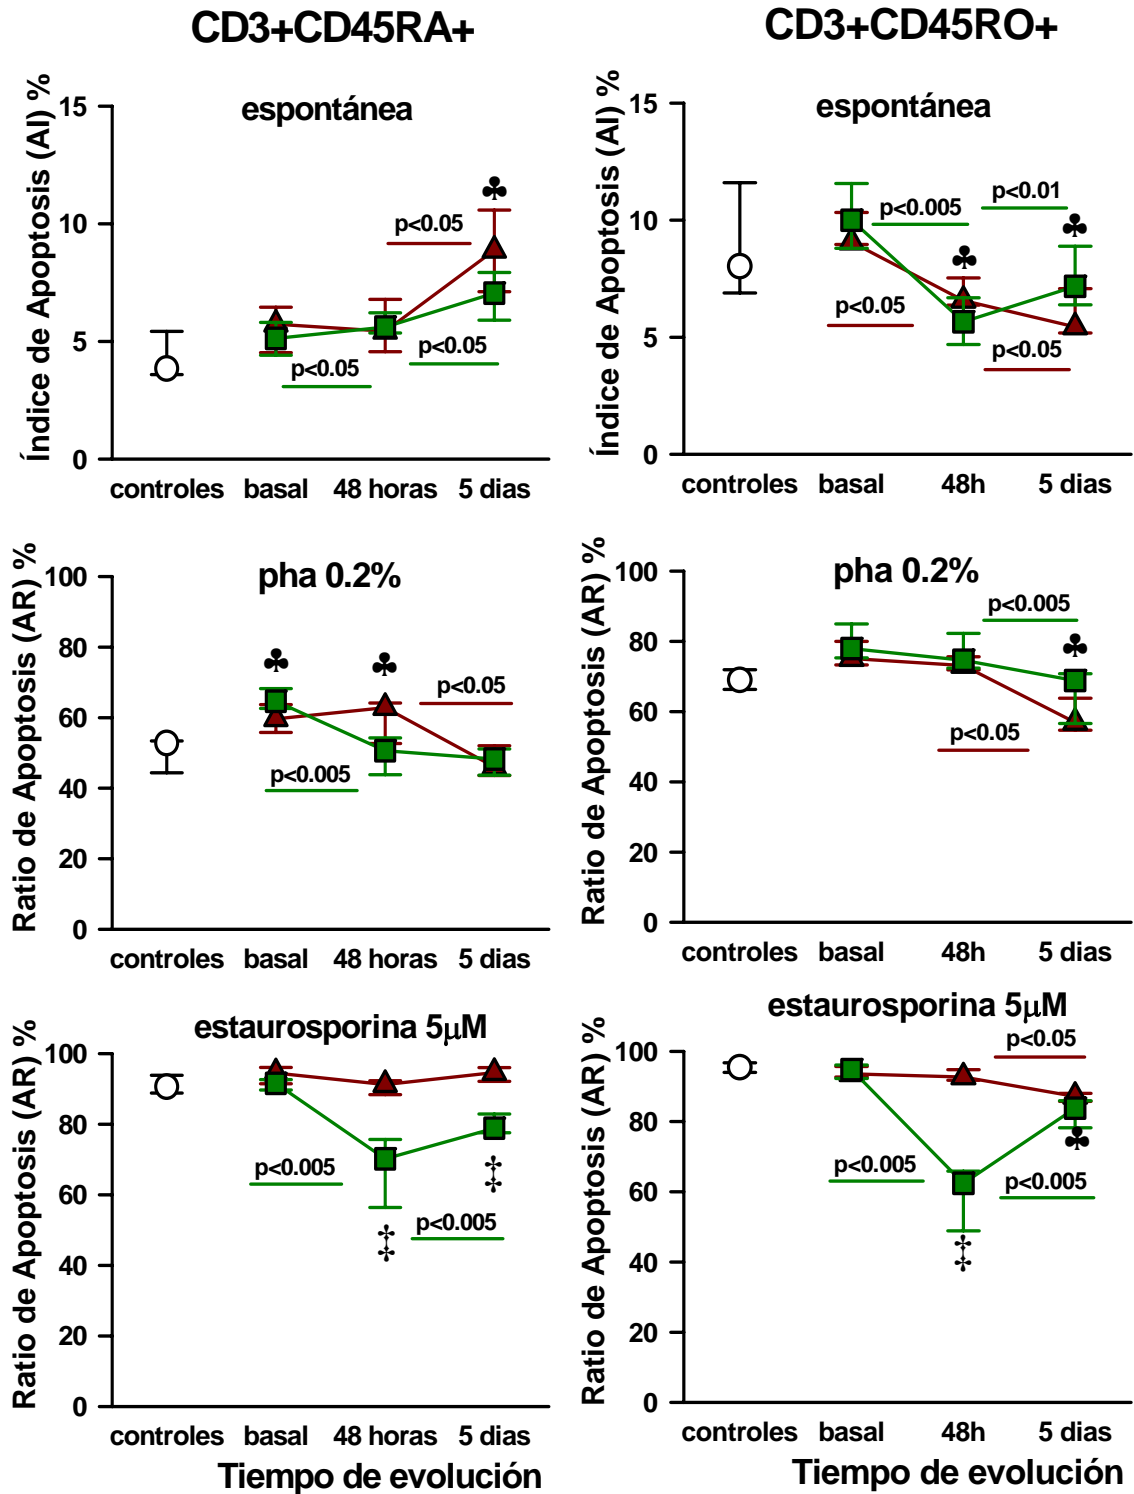 CD3+CD45RA+
CD3+CD45RO+
espontánea
Índice de Apoptosis (AI) %
15
10
5
0
p<0.05
p<0.05
p<0.05
♣
controles basal 48 horas 5 dias
espontánea
Índice de Apoptosis (AI) %
15
10
5
0
p<0.005
p<0.01
p<0.05
p<0.05
♣
♣
controles basal 48h 5 dias
pha 0.2%
Ratio de Apoptosis (AR) %
100
80
60
40
20
0
♣
♣
p<0.05
p<0.005
controles basal 48 horas 5 dias
pha 0.2%
Ratio de Apoptosis (AR) %
100
80
60
40
20
0
p<0.005
♣
p<0.05
controles basal 48h 5 dias
estaurosporina 5μM
Ratio de Apoptosis (AR) %
100
80
60
40
20
0
p<0.005
‡
p<0.005
‡
controles basal 48 horas 5 dias
Tiempo de evolución
estaurosporina 5μM
Ratio de Apoptosis (AR) %
100
80
60
40
20
0
p<0.05
♣
p<0.005
p<0.005
‡
controles basal 48h 5 dias
Tiempo de evolución